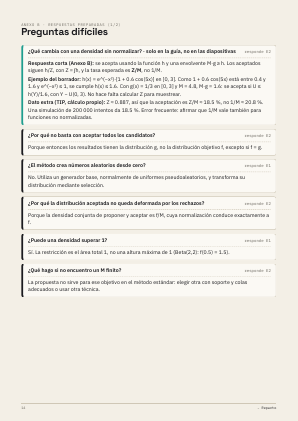 ANEXO B · RESPUESTAS PREPARADAS (1/2)
Preguntas difíciles
¿Qué cambia con una densidad sin normalizar? - solo en la guía, no en las diapositivas
responde 03
Respuesta corta (Anexo B): se acepta usando la función h y una envolvente M·g ≥ h. Los aceptados
siguen h/Z, con Z = ∫h, y la tasa esperada es Z/M, no 1/M.
Ejemplo del borrador: h(x) = e^(−x²) (1 + 0.6 cos(5x)) en [0, 3]. Como 1 + 0.6 cos(5x) está entre 0.4 y
1.6 y e^(−x²) ≤ 1, se cumple h(x) ≤ 1.6. Con g(x) = 1/3 en [0, 3] y M = 4.8, M·g = 1.6: se acepta si U ≤
h(Y)/1.6, con Y ~ U(0, 3). No hace falta calcular Z para muestrear.
Dato extra (TIP, cálculo propio): Z ≈ 0.887, así que la aceptación es Z/M ≈ 18.5 %, no 1/M ≈ 20.8 %.
Una simulación de 200 000 intentos da 18.5 %. Error frecuente: afirmar que 1/M vale también para
funciones no normalizadas.
¿Por qué no basta con aceptar todos los candidatos?
Porque entonces los resultados tienen la distribución g, no la distribución objetivo f, excepto si f = g.
¿El método crea números aleatorios desde cero?
responde 01
No. Utiliza un generador base, normalmente de uniformes pseudoaleatorios, y transforma su
distribución mediante selección.
¿Por qué la distribución aceptada no queda deformada por los rechazos?
Porque la densidad conjunta de proponer y aceptar es f/M, cuya normalización conduce exactamente a
f.
¿Puede una densidad superar 1?
responde 01
Sí. La restricción es el área total 1, no una altura máxima de 1 (Beta(2,2): f(0.5) = 1.5).
¿Qué hago si no encuentro un M finito?
La propuesta no sirve para ese objetivo en el método estándar: elegir otra con soporte y colas
adecuados o usar otra técnica.